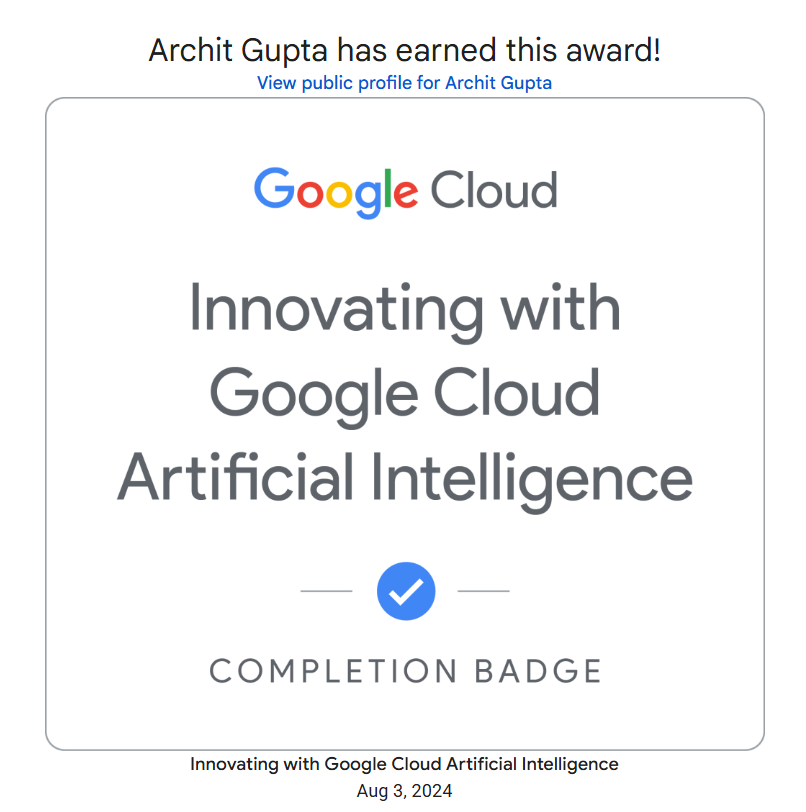 Archit Gupta has earned this award!
View public profile for Archit Gupta
Google Cloud
Innovating with
Google Cloud
Artificial Intelligence
COMPLETION BADGE
Innovating with Google Cloud Artificial Intelligence
Aug 3, 2024